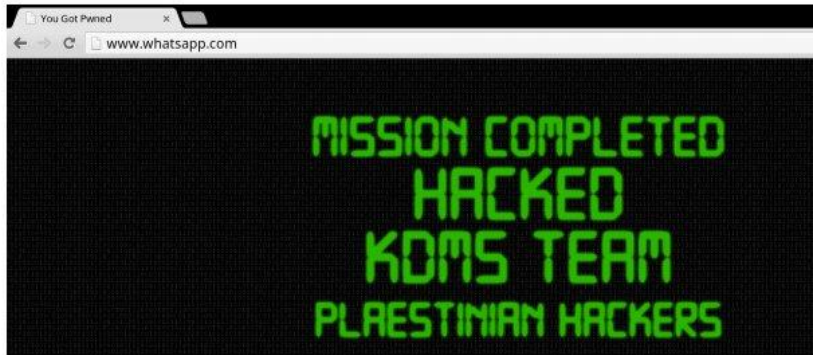 You Got Pwned
www.whatsapp.com
MISSION COMPLETED
HACKED
KDMS TEAM
PLAESTINIAN HACKERS